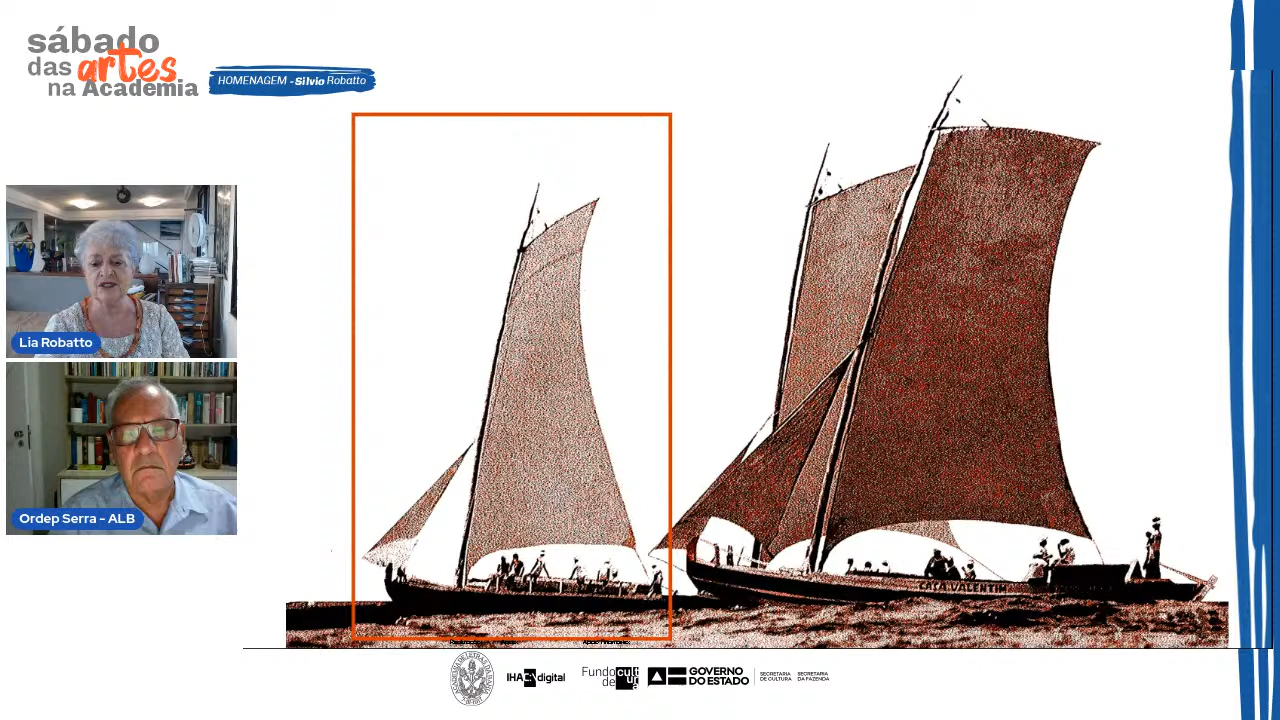 sábado
das artes
na Academia
HOMENAGEM - Silvio Robatto
Lia Robatto
Ordep Serra - ALB
IHAC digital
Fundo
de cultura
GOVERNO
DO ESTADO
SECRETARIA
DE CULTURA
SECRETARIA
DA FAZENDA